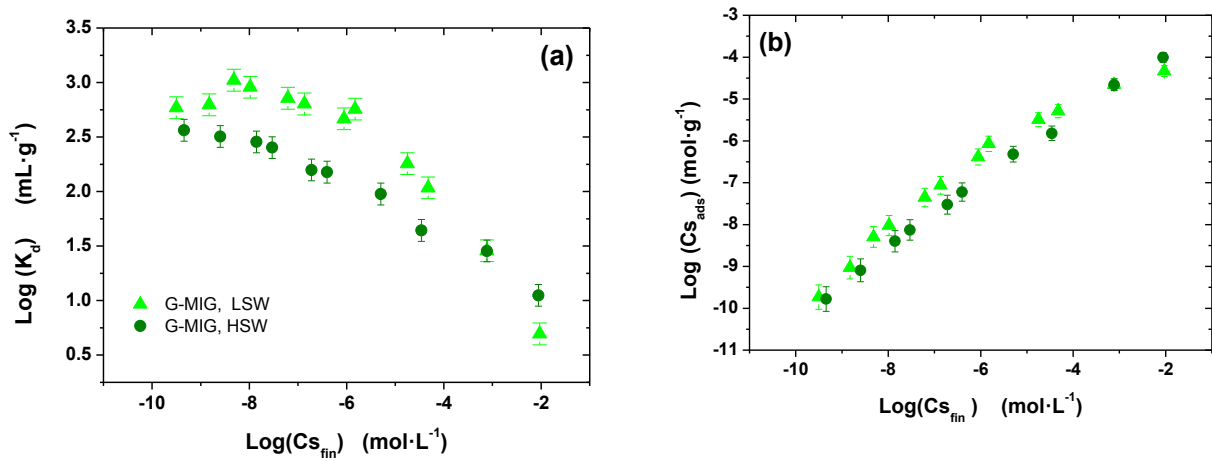 (a)
Log (K_d) (mL·g⁻¹)
3.5
3.0
2.5
2.0
1.5
1.0
0.5
G-MIG, LSW
G-MIG, HSW
-10 -8 -6 -4 -2
Log(Cs_fin) (mol·L⁻¹)
(b)
Log (Cs_ads) (mol·g⁻¹)
-3
-4
-5
-6
-7
-8
-9
-10
-11
-10 -8 -6 -4 -2
Log(Cs_fin) (mol·L⁻¹)